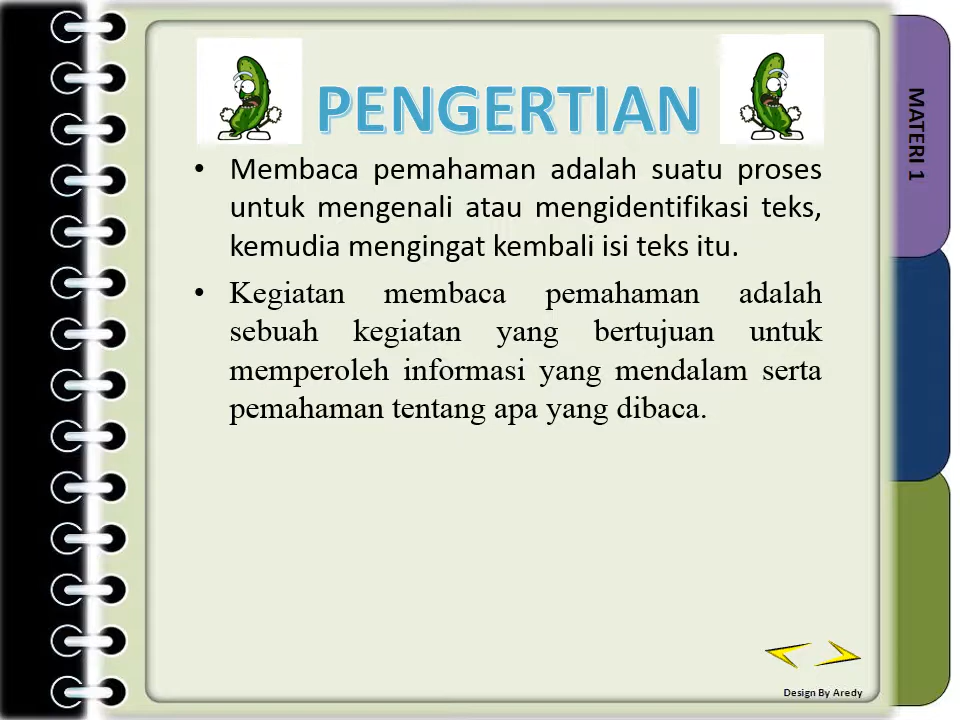 PENGERTIAN
• Membaca pemahaman adalah suatu proses
untuk mengenali atau mengidentifikasi teks,
kemudia mengingat kembali isi teks itu.
• Kegiatan membaca pemahaman adalah
sebuah kegiatan yang bertujuan untuk
memperoleh informasi yang mendalam serta
pemahaman tentang apa yang dibaca.
MATERI 1
Design By Aredy